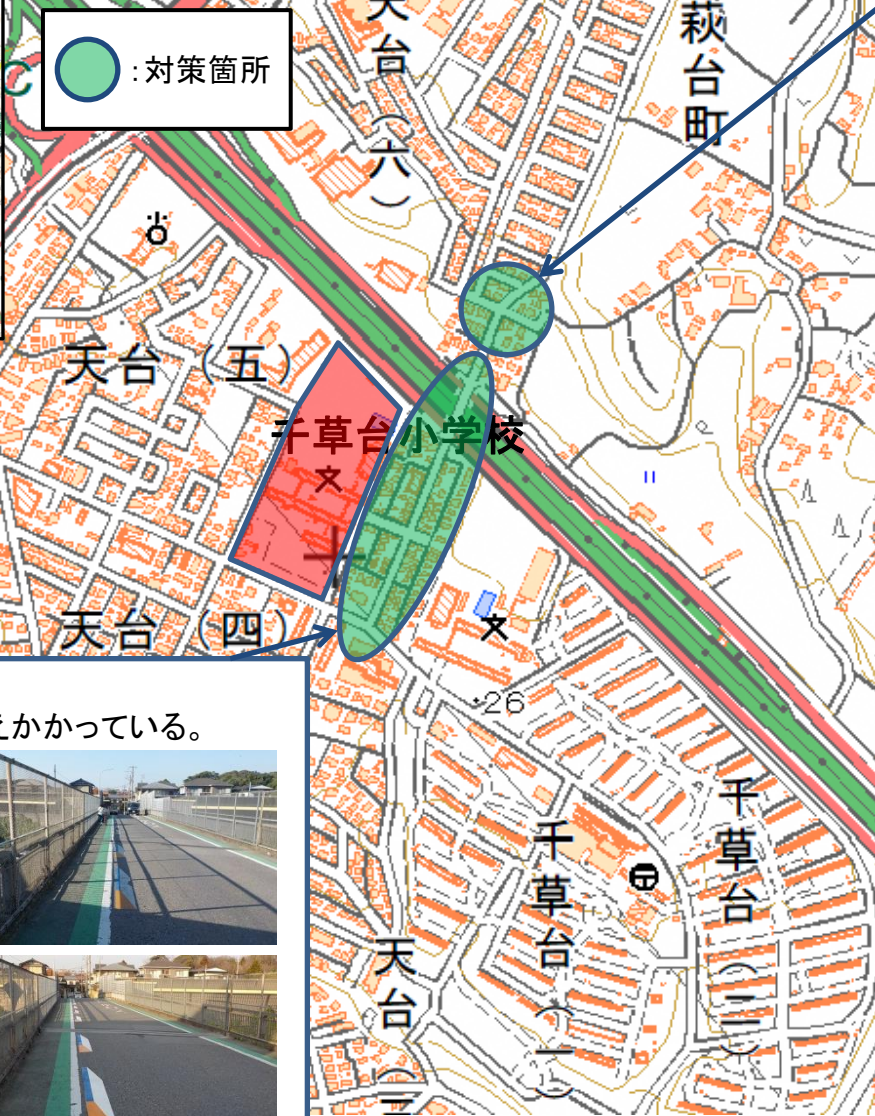 :対策箇所
天台(六)
萩台町
天台(五)
千草台小学校
天台(四)
えかかっている。
26
千草台(二)
千草台(一)
天台(三